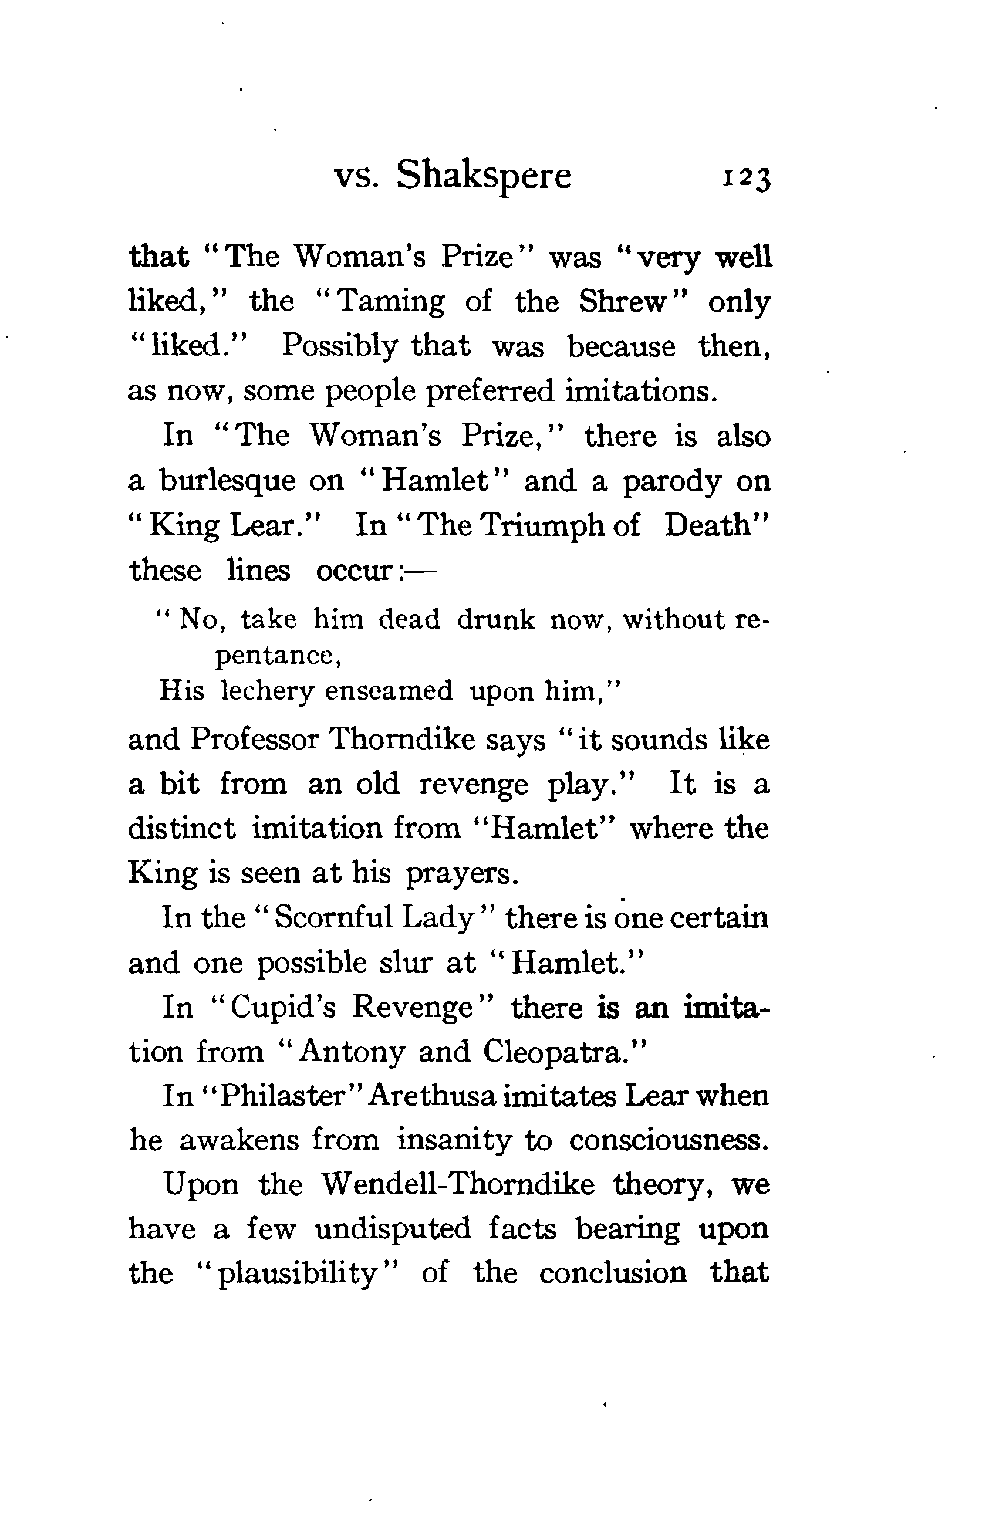 vs. Shakspere 123
that "The Woman's Prize" was "very well
liked," the "Taming of the Shrew" only
"liked." Possibly that was because then,
as now, some people preferred imitations.
In "The Woman's Prize," there is also
a burlesque on "Hamlet" and a parody on
"King Lear." In "The Triumph of Death"
these lines occur:—
"No, take him dead drunk now, without re-
pentance,
His lechery enseamed upon him,"
and Professor Thorndike says "it sounds like
a bit from an old revenge play." It is a
distinct imitation from "Hamlet" where the
King is seen at his prayers.
In the "Scornful Lady" there is one certain
and one possible slur at "Hamlet."
In "Cupid's Revenge" there is an imita-
tion from "Antony and Cleopatra."
In "Philaster" Arethusa imitates Lear when
he awakens from insanity to consciousness.
Upon the Wendell-Thorndike theory, we
have a few undisputed facts bearing upon
the "plausibility" of the conclusion that